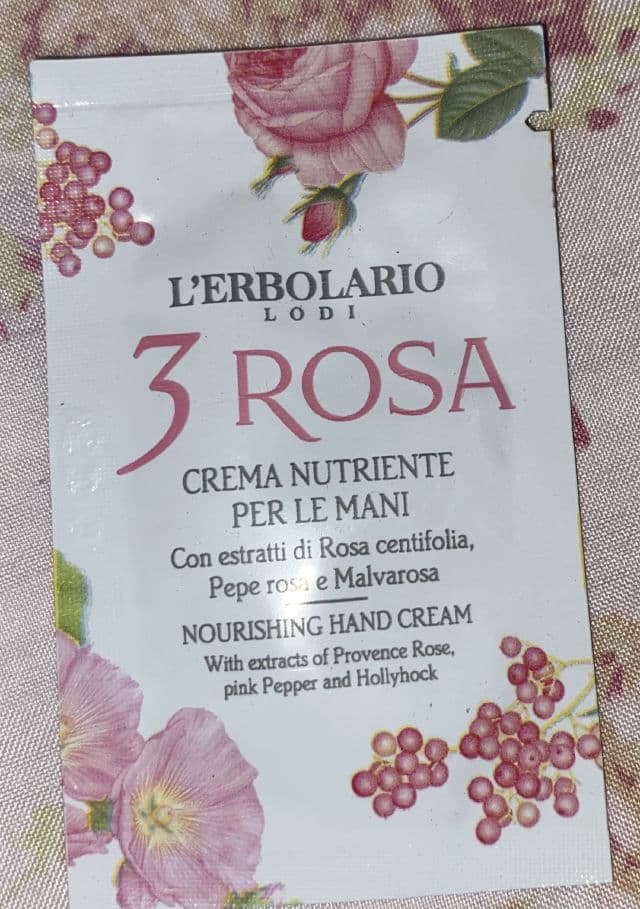 L'ERBOLARIO
LODI
3 ROSA
CREMA NUTRIENTE
PER LE MANI
Con estratti di Rosa centifolia,
Pepe rosa e Malvarosa
NOURISHING HAND CREAM
With extracts of Provence Rose,
pink Pepper and Hollyhock